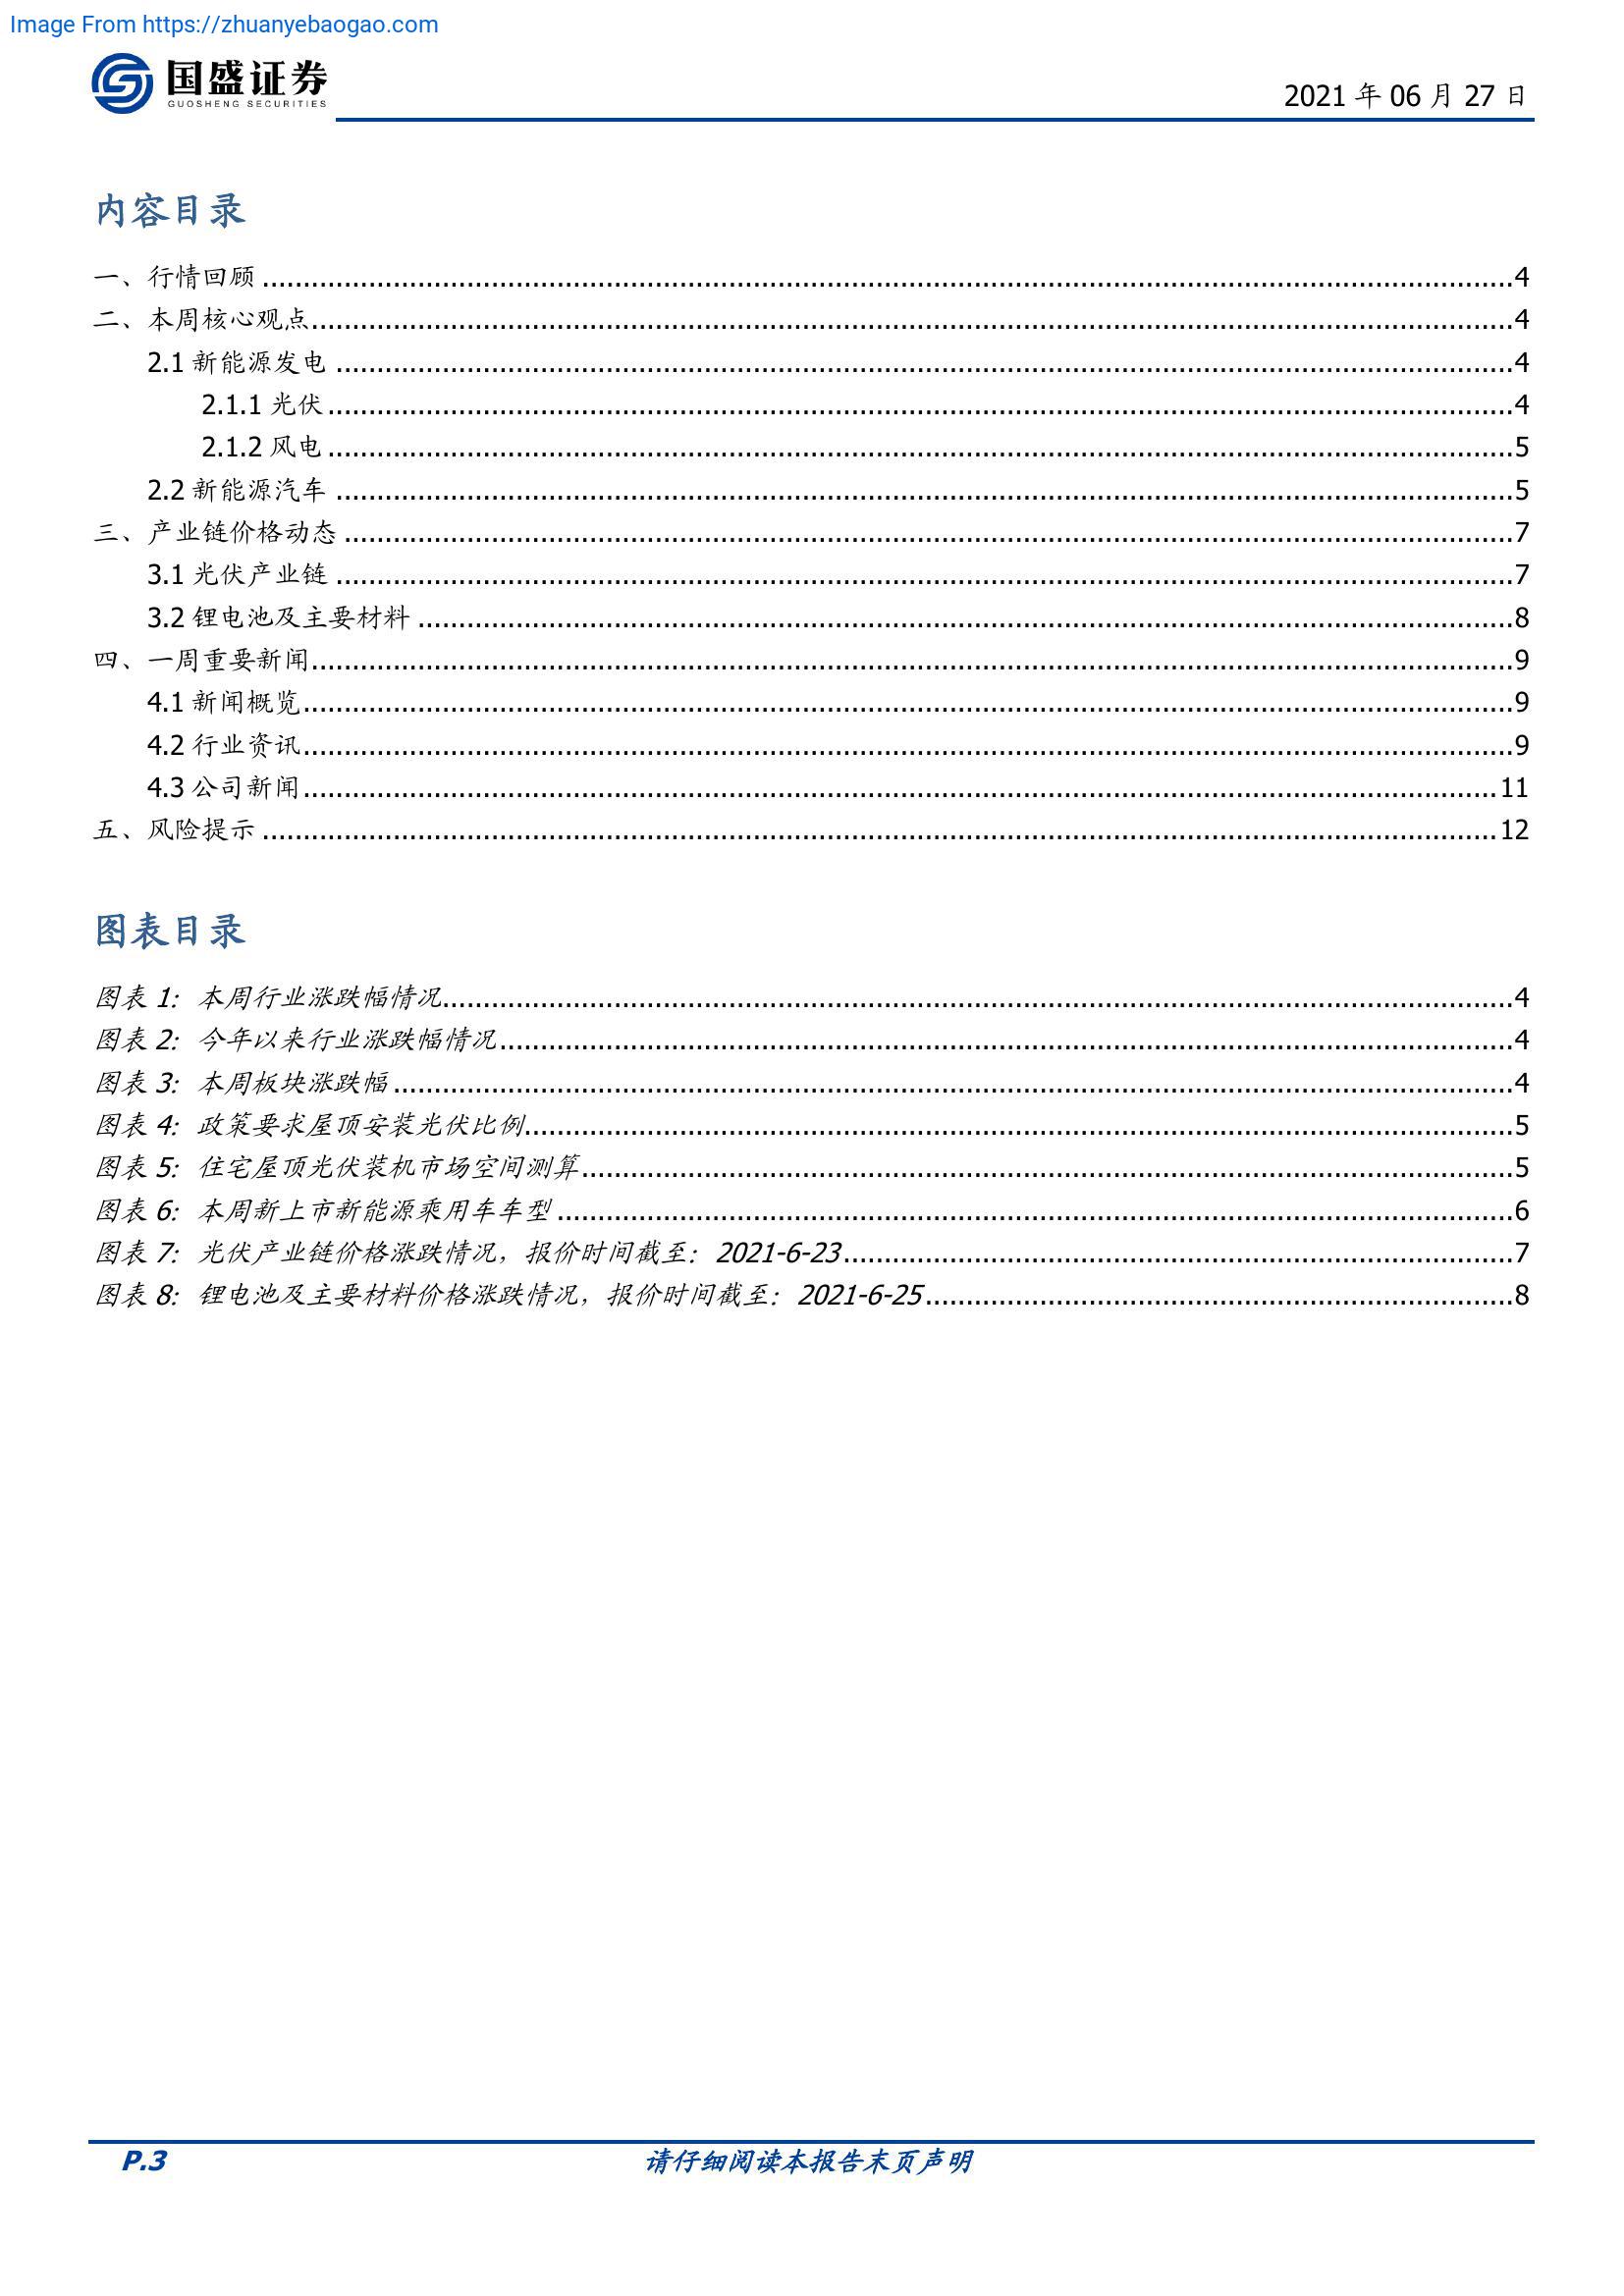 Image From https://zhuanyebaogao.com
国盛证券
GUOSHENG SECURITIES
2021 年 06 月 27 日
内容目录
一、行情回顾 ........ 4
二、本周核心观点 ........ 4
2.1 新能源发电 ........ 4
2.1.1 光伏 ........ 4
2.1.2 风电 ........ 5
2.2 新能源汽车 ........ 5
三、产业链价格动态 ........ 7
3.1 光伏产业链 ........ 7
3.2 锂电池及主要材料 ........ 8
四、一周重要新闻 ........ 9
4.1 新闻概览 ........ 9
4.2 行业资讯 ........ 9
4.3 公司新闻 ........ 11
五、风险提示 ........ 12
图表目录
图表 1：本周行业涨跌幅情况 ........ 4
图表 2：今年以来行业涨跌幅情况 ........ 4
图表 3：本周板块涨跌幅 ........ 4
图表 4：政策要求屋顶安装光伏比例 ........ 5
图表 5：住宅屋顶光伏装机市场空间测算 ........ 5
图表 6：本周新上市新能源乘用车车型 ........ 6
图表 7：光伏产业链价格涨跌情况，报价时间截至：2021-6-23 ........ 7
图表 8：锂电池及主要材料价格涨跌情况，报价时间截至：2021-6-25 ........ 8
P.3
请仔细阅读本报告末页声明